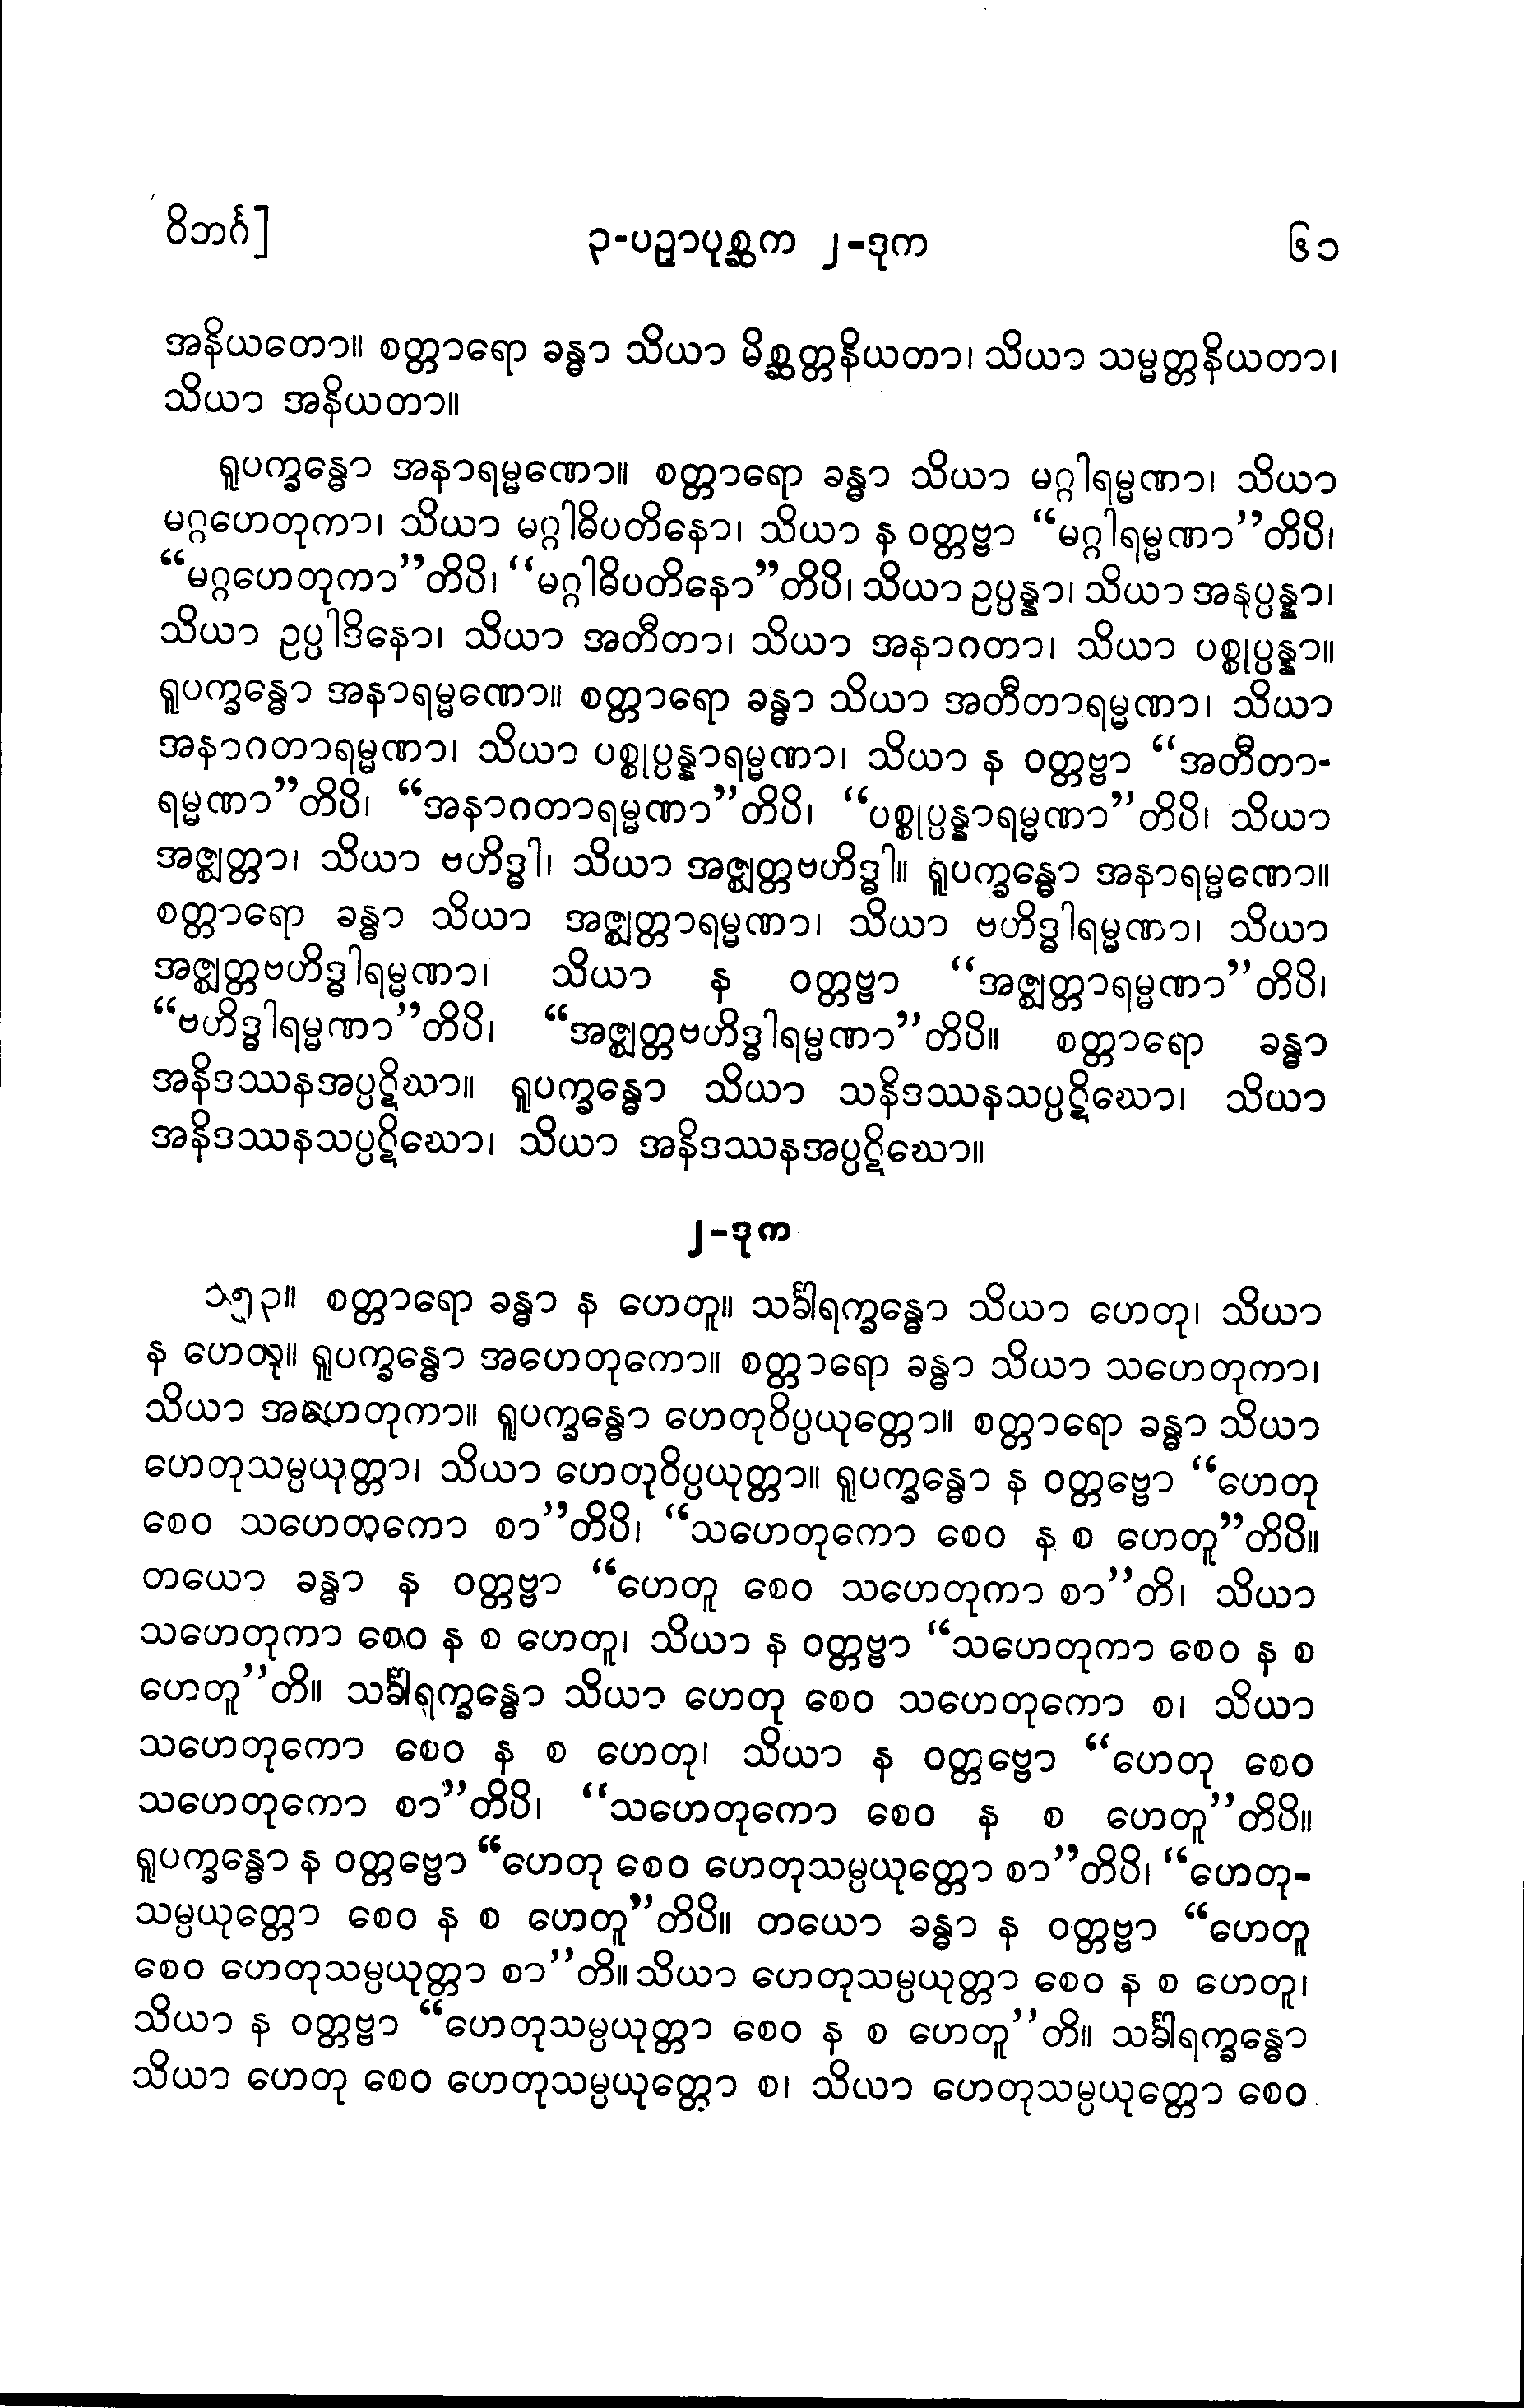 ဝိဘင်္ဂ]
၃-ပဉှာပုစ္ဆက ၂-ဒုက
၆၁
အနိယတော။ စတ္တာရော ခန္ဓာ သိယာ မိစ္ဆတ္တနိယတာ၊ သိယာ သမ္မတ္တနိယတာ၊
သိယာ အနိယတာ။
ရူပက္ခန္ဓော အနာရမ္မဏော။ စတ္တာရော ခန္ဓာ သိယာ မဂ္ဂါရမ္မဏာ၊ သိယာ
မဂ္ဂဟေတုကာ၊ သိယာ မဂ္ဂါဓိပတိနော၊ သိယာ န ဝတ္တဗ္ဗာ “မဂ္ဂါရမ္မဏာ”တိပိ၊
“မဂ္ဂဟေတုကာ”တိပိ၊ “မဂ္ဂါဓိပတိနော”တိပိ၊ သိယာ ဥပ္ပန္နာ၊ သိယာ အနုပ္ပန္နာ၊
သိယာ ဥပ္ပါဒိနော၊ သိယာ အတီတာ၊ သိယာ အနာဂတာ၊ သိယာ ပစ္စုပ္ပန္နာ။
ရူပက္ခန္ဓော အနာရမ္မဏော။ စတ္တာရော ခန္ဓာ သိယာ အတီတာရမ္မဏာ၊ သိယာ
အနာဂတာရမ္မဏာ၊ သိယာ ပစ္စုပ္ပန္နာရမ္မဏာ၊ သိယာ န ဝတ္တဗ္ဗာ “အတီတာ-
ရမ္မဏာ”တိပိ၊ “အနာဂတာရမ္မဏာ”တိပိ၊ “ပစ္စုပ္ပန္နာရမ္မဏာ”တိပိ၊ သိယာ
အဇ္ဈတ္တာ၊ သိယာ ဗဟိဒ္ဓါ၊ သိယာ အဇ္ဈတ္တဗဟိဒ္ဓါ။ ရူပက္ခန္ဓော အနာရမ္မဏော။
စတ္တာရော ခန္ဓာ သိယာ အဇ္ဈတ္တာရမ္မဏာ၊ သိယာ ဗဟိဒ္ဓါရမ္မဏာ၊ သိယာ
အဇ္ဈတ္တဗဟိဒ္ဓါရမ္မဏာ၊ သိယာ န ဝတ္တဗ္ဗာ “အဇ္ဈတ္တာရမ္မဏာ”တိပိ၊
“ဗဟိဒ္ဓါရမ္မဏာ”တိပိ၊ “အဇ္ဈတ္တဗဟိဒ္ဓါရမ္မဏာ”တိပိ။ စတ္တာရော ခန္ဓာ
အနိဒဿနအပ္ပဋိဃာ။ ရူပက္ခန္ဓော သိယာ သနိဒဿနသပ္ပဋိဃော၊ သိယာ
အနိဒဿနသပ္ပဋိဃော၊ သိယာ အနိဒဿနအပ္ပဋိဃော။
၂-ဒုက
၁၅၃။ စတ္တာရော ခန္ဓာ န ဟေတူ။ သင်္ခါရက္ခန္ဓော သိယာ ဟေတု၊ သိယာ
န ဟေတု။ ရူပက္ခန္ဓော အဟေတုကော။ စတ္တာရော ခန္ဓာ သိယာ သဟေတုကာ၊
သိယာ အဟေတုကာ။ ရူပက္ခန္ဓော ဟေတုဝိပ္ပယုတ္တော။ စတ္တာရော ခန္ဓာ သိယာ
ဟေတုသမ္ပယုတ္တာ၊ သိယာ ဟေတုဝိပ္ပယုတ္တာ။ ရူပက္ခန္ဓော န ဝတ္တဗ္ဗော “ဟေတု
စေဝ သဟေတုကော စာ”တိပိ၊ “သဟေတုကော စေဝ န စ ဟေတူ”တိပိ။
တယော ခန္ဓာ န ဝတ္တဗ္ဗာ “ဟေတူ စေဝ သဟေတုကာ စာ”တိ၊ သိယာ
သဟေတုကာ စေဝ န စ ဟေတူ၊ သိယာ န ဝတ္တဗ္ဗာ “သဟေတုကာ စေဝ န စ
ဟေတူ”တိ။ သင်္ခါရက္ခန္ဓော သိယာ ဟေတု စေဝ သဟေတုကော စ၊ သိယာ
သဟေတုကော စေဝ န စ ဟေတု၊ သိယာ န ဝတ္တဗ္ဗော “ဟေတု စေဝ
သဟေတုကော စာ”တိပိ၊ “သဟေတုကော စေဝ န စ ဟေတူ”တိပိ။
ရူပက္ခန္ဓော န ဝတ္တဗ္ဗော “ဟေတု စေဝ ဟေတုသမ္ပယုတ္တော စာ”တိပိ၊ “ဟေတု-
သမ္ပယုတ္တော စေဝ န စ ဟေတူ”တိပိ။ တယော ခန္ဓာ န ဝတ္တဗ္ဗာ “ဟေတူ
စေဝ ဟေတုသမ္ပယုတ္တာ စာ”တိ။ သိယာ ဟေတုသမ္ပယုတ္တာ စေဝ န စ ဟေတူ၊
သိယာ န ဝတ္တဗ္ဗာ “ဟေတုသမ္ပယုတ္တာ စေဝ န စ ဟေတူ”တိ။ သင်္ခါရက္ခန္ဓော
သိယာ ဟေတု စေဝ ဟေတုသမ္ပယုတ္တော စ၊ သိယာ ဟေတုသမ္ပယုတ္တော စေဝ